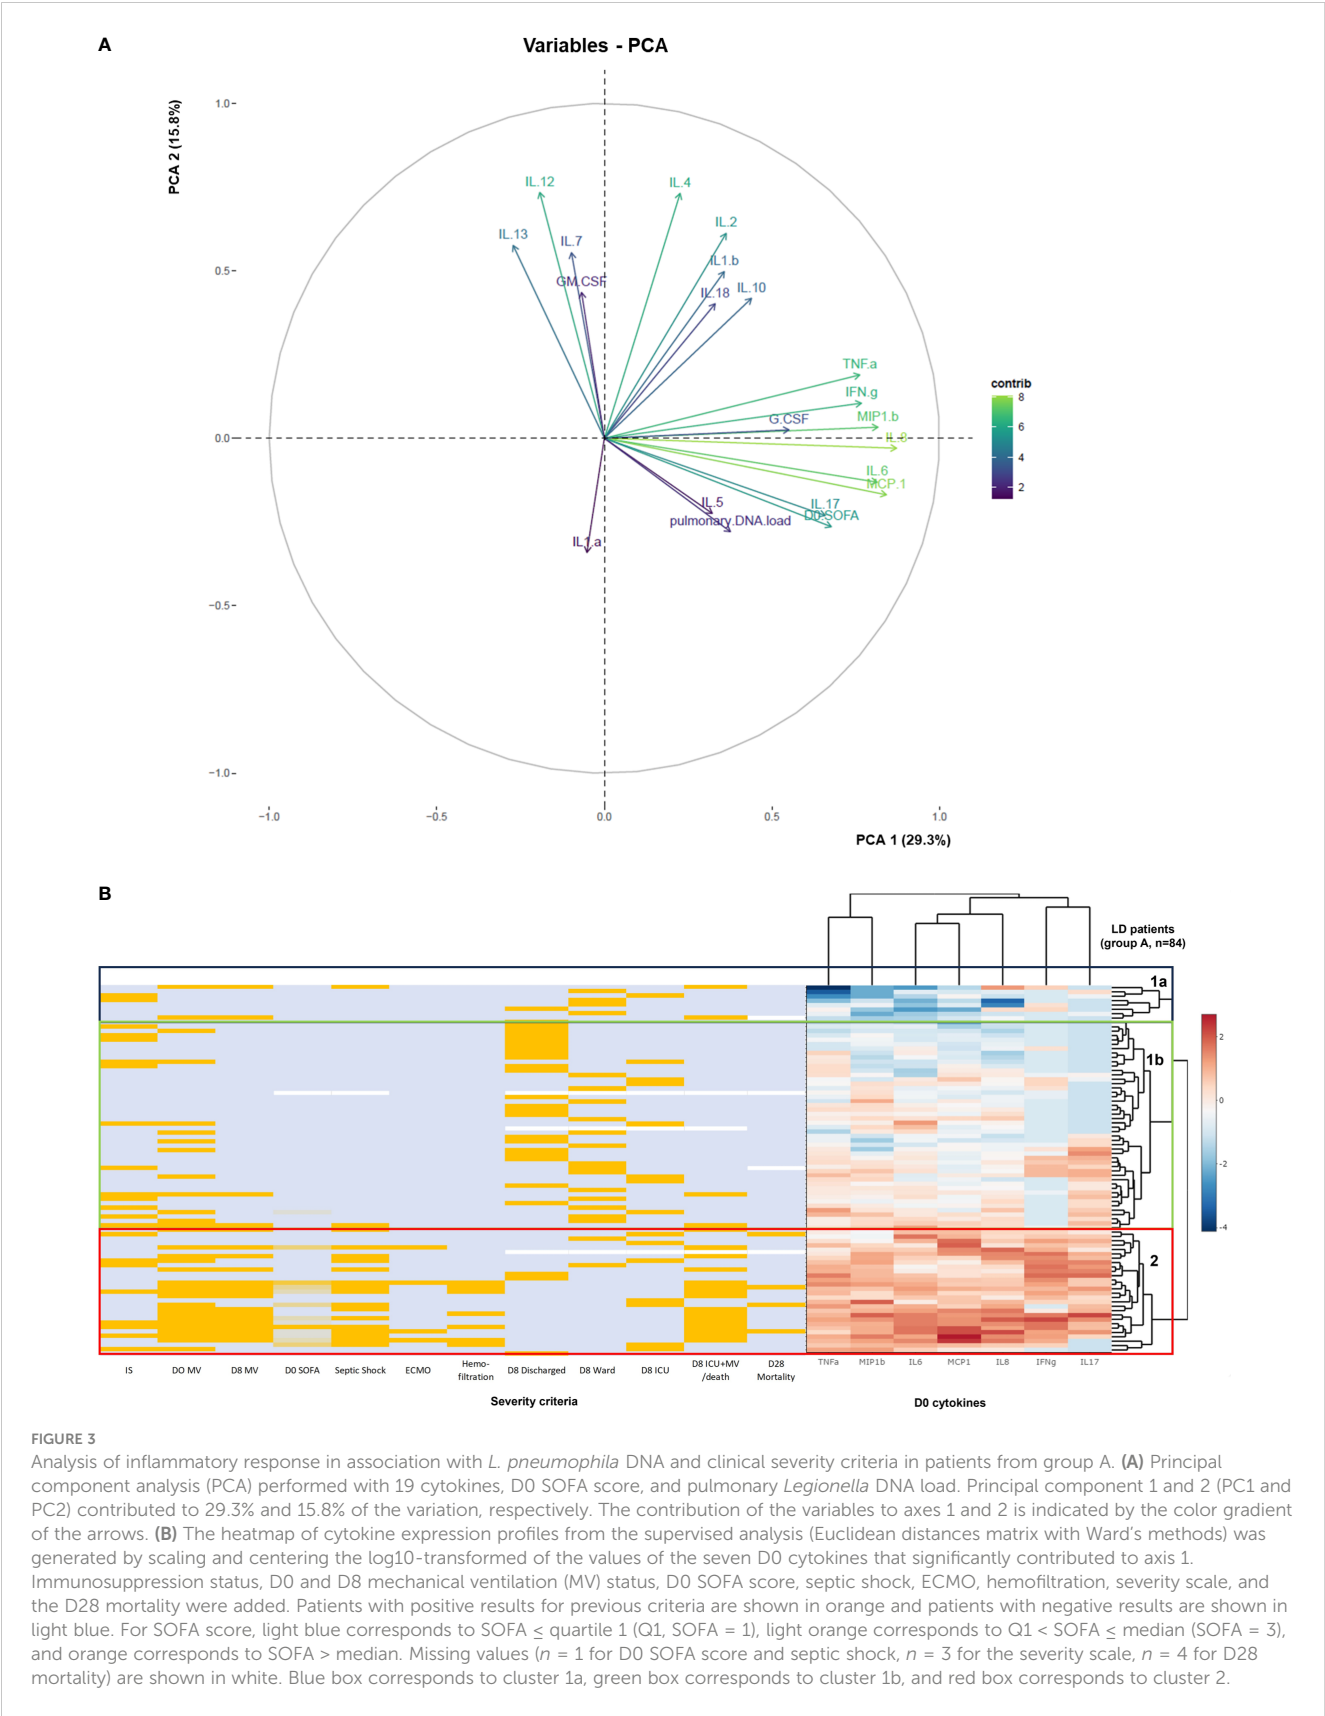 A
Variables - PCA
PCA 2 (15.8%)
1.0
0.5
0.0
−0.5
−1.0
−1.0
−0.5
0.0
0.5
1.0
PCA 1 (29.3%)
IL.12
IL.4
IL.13
IL.7
IL.2
GM.CSF
IL1.b
IL.18
IL.10
TNF.a
IFN.g
G.CSF
MIP1.b
IL.8
IL.6
MCP.1
IL.5
IL.17
pulmonary.DNA.load
D0.SOFA
IL1.a
contrib
8
6
4
2
B
LD patients
(group A, n=84)
1a
1b
2
2
0
-2
-4
IS
DO MV
D8 MV
D0 SOFA
Septic Shock
ECMO
Hemo-
filtration
D8 Discharged
D8 Ward
D8 ICU
D8 ICU+MV
/death
D28
Mortality
TNFa
MIP1b
IL6
MCP1
IL8
IFNg
IL17
Severity criteria
D0 cytokines
FIGURE 3
Analysis of inflammatory response in association with L. pneumophila DNA and clinical severity criteria in patients from group A. (A) Principal
component analysis (PCA) performed with 19 cytokines, D0 SOFA score, and pulmonary Legionella DNA load. Principal component 1 and 2 (PC1 and
PC2) contributed to 29.3% and 15.8% of the variation, respectively. The contribution of the variables to axes 1 and 2 is indicated by the color gradient
of the arrows. (B) The heatmap of cytokine expression profiles from the supervised analysis (Euclidean distances matrix with Ward's methods) was
generated by scaling and centering the log10-transformed of the values of the seven D0 cytokines that significantly contributed to axis 1.
Immunosuppression status, D0 and D8 mechanical ventilation (MV) status, D0 SOFA score, septic shock, ECMO, hemofiltration, severity scale, and
the D28 mortality were added. Patients with positive results for previous criteria are shown in orange and patients with negative results are shown in
light blue. For SOFA score, light blue corresponds to SOFA ≤ quartile 1 (Q1, SOFA = 1), light orange corresponds to Q1 < SOFA ≤ median (SOFA = 3),
and orange corresponds to SOFA > median. Missing values (n = 1 for D0 SOFA score and septic shock, n = 3 for the severity scale, n = 4 for D28
mortality) are shown in white. Blue box corresponds to cluster 1a, green box corresponds to cluster 1b, and red box corresponds to cluster 2.